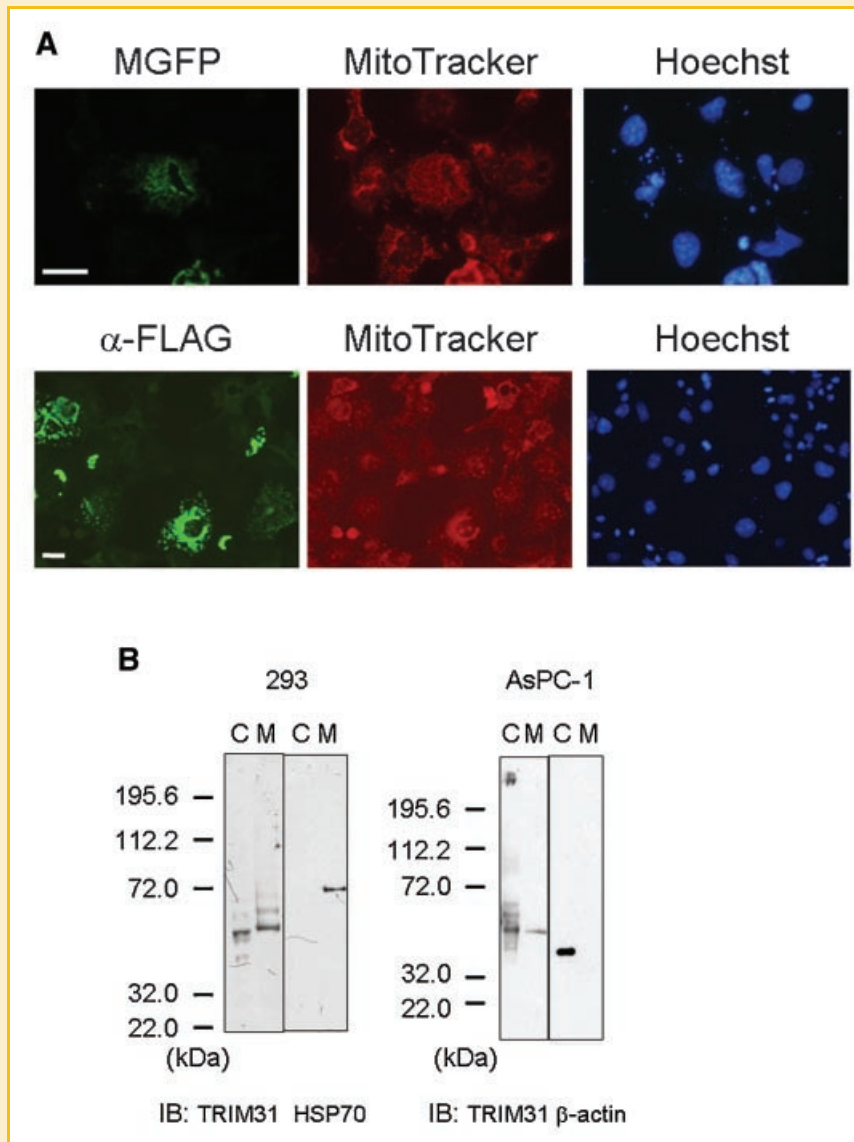 A
MGFP MitoTracker Hoechst
α-FLAG MitoTracker Hoechst
B
293 AsPC-1
C M C M C M C M
195.6 195.6
112.2 112.2
72.0 72.0
32.0 32.0
22.0 22.0
(kDa) (kDa)
IB: TRIM31 HSP70 IB: TRIM31 β-actin